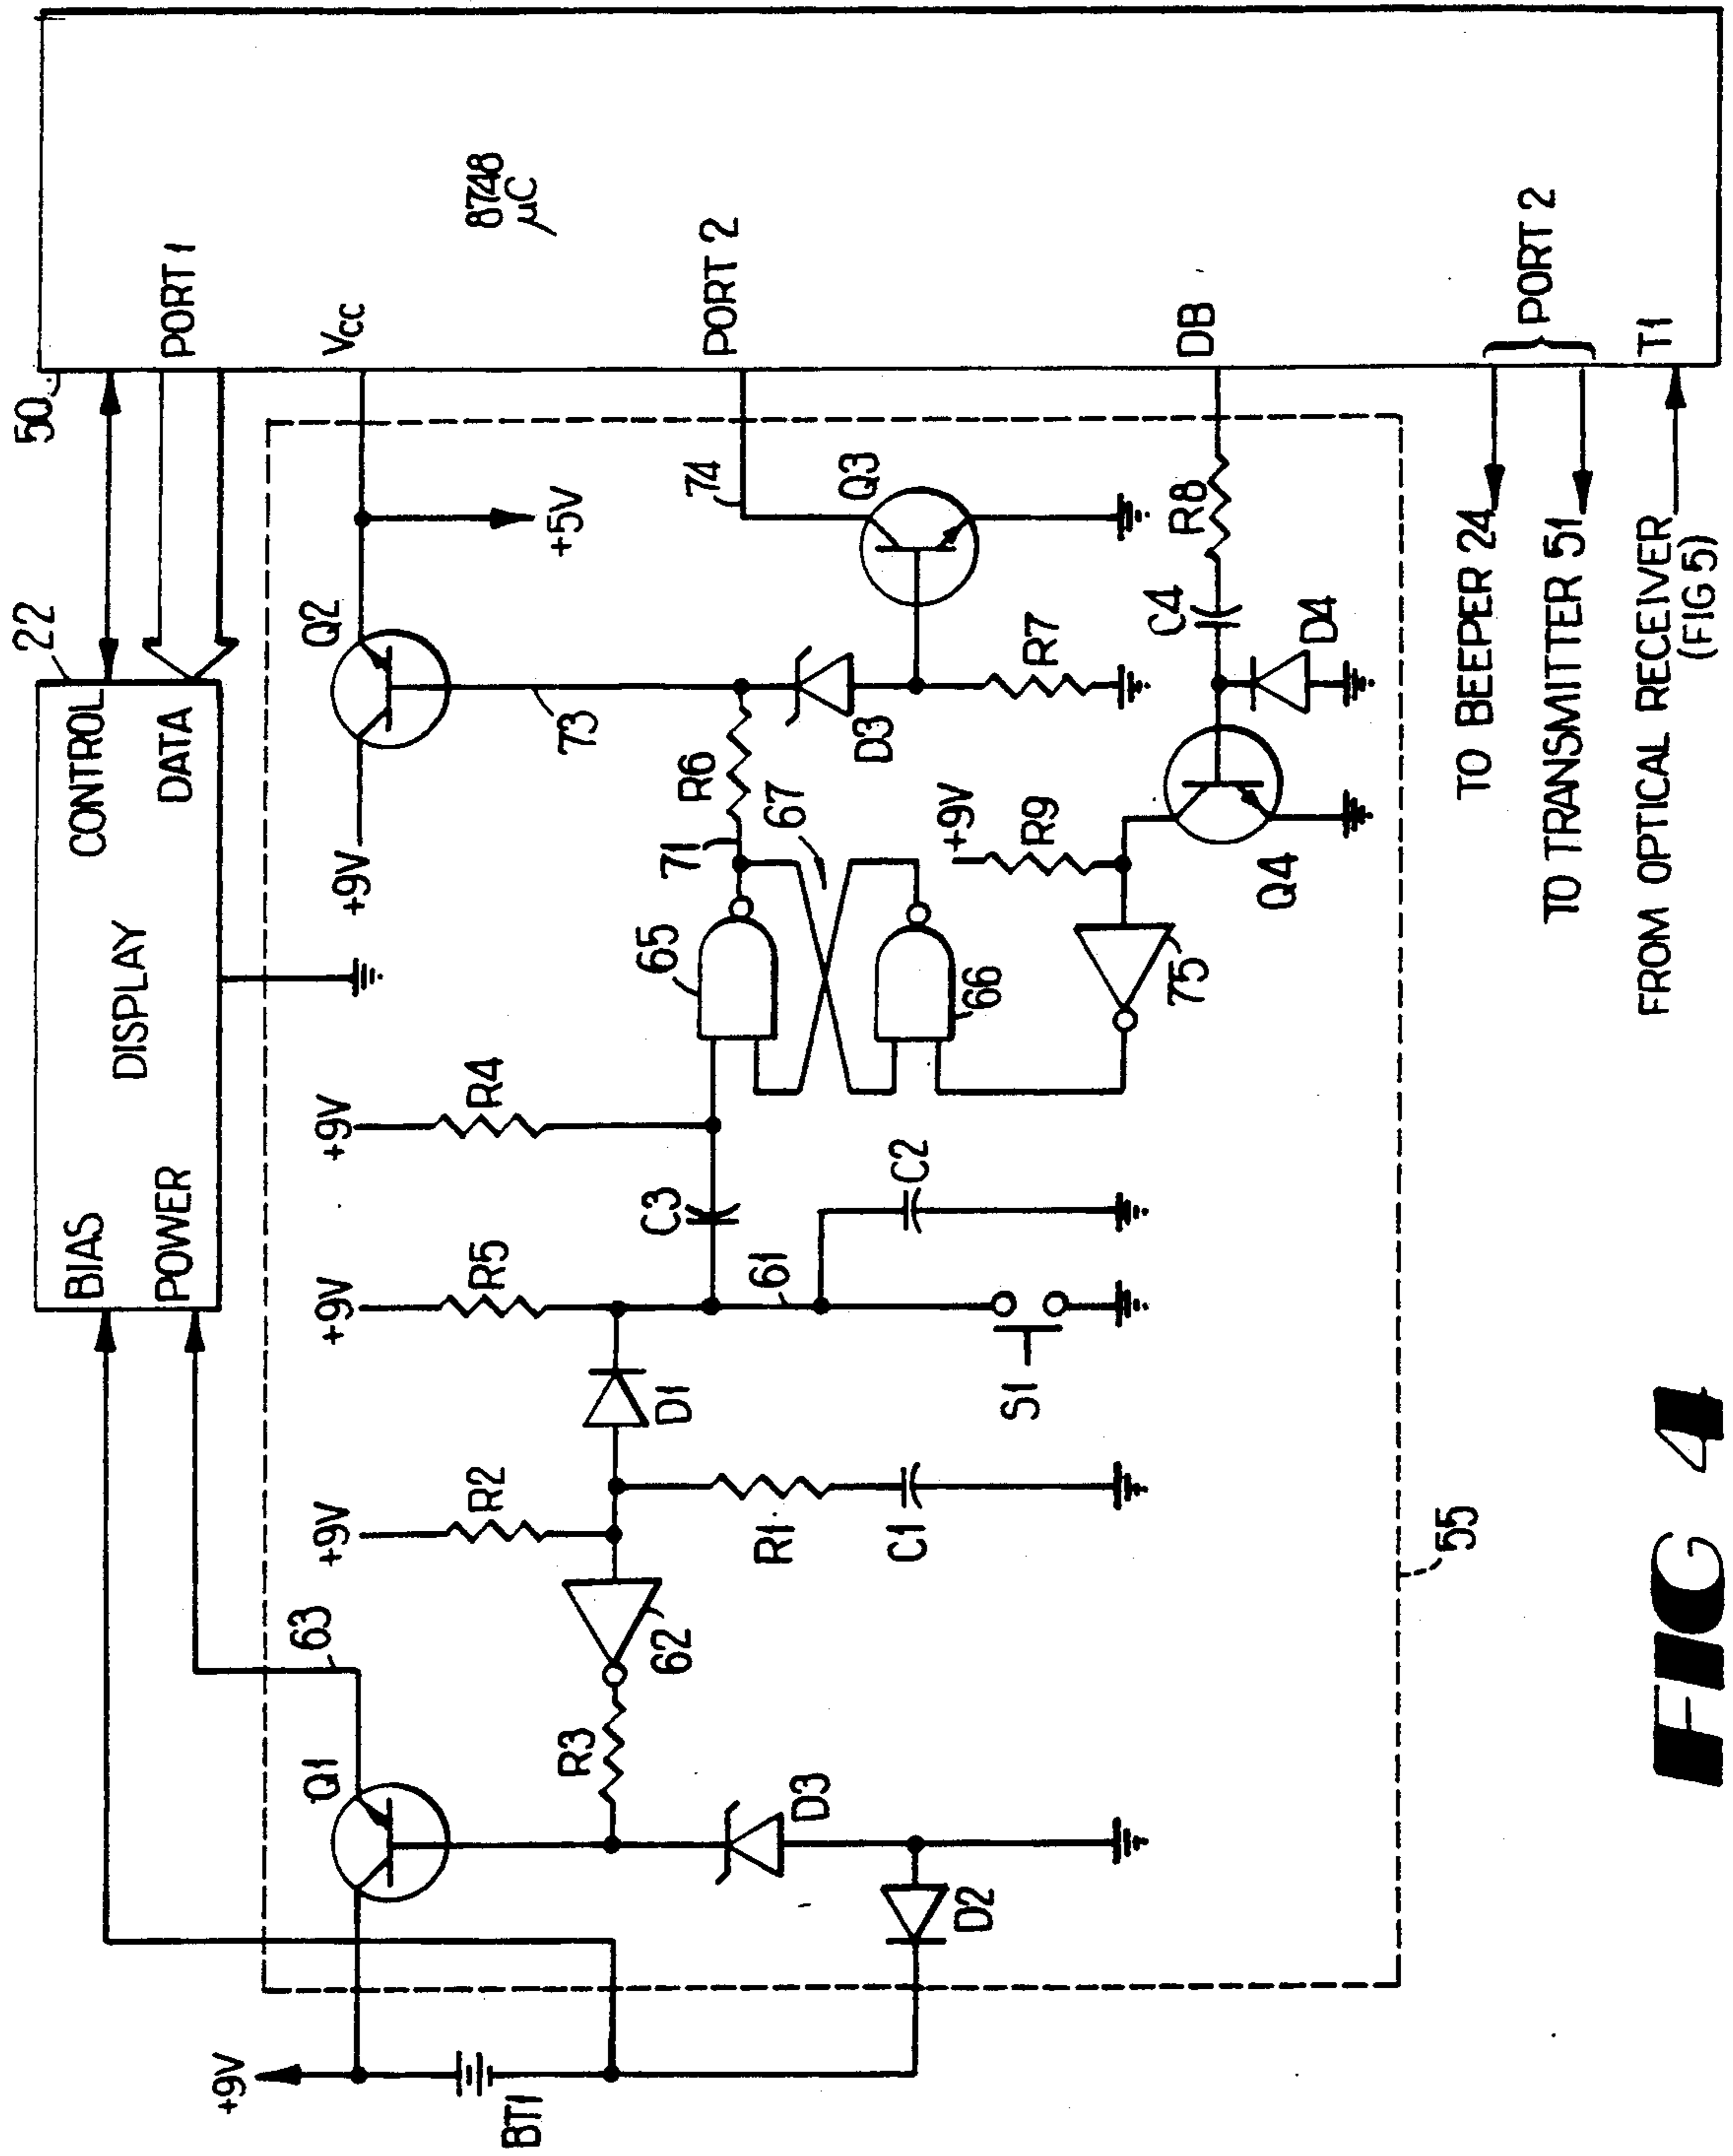 50
8748
µC
PORT 1
Vcc
PORT 2
DB
PORT 2
T1
22
CONTROL
DATA
DISPLAY
BIAS
POWER
+9V
Q2
+5V
73
74
Q3
D3
R7
R6
71
67
65
66
+9V
R9
C4
R8
D4
Q4
75
+9V
R4
+9V
R5
C3
61
C2
S1
D1
+9V
R2
R1
C1
62
R3
63
Q1
D3
D2
+9V
BT1
55
TO BEEPER 24
TO TRANSMITTER 51
FROM OPTICAL RECEIVER
(FIG 5)
FIG 4